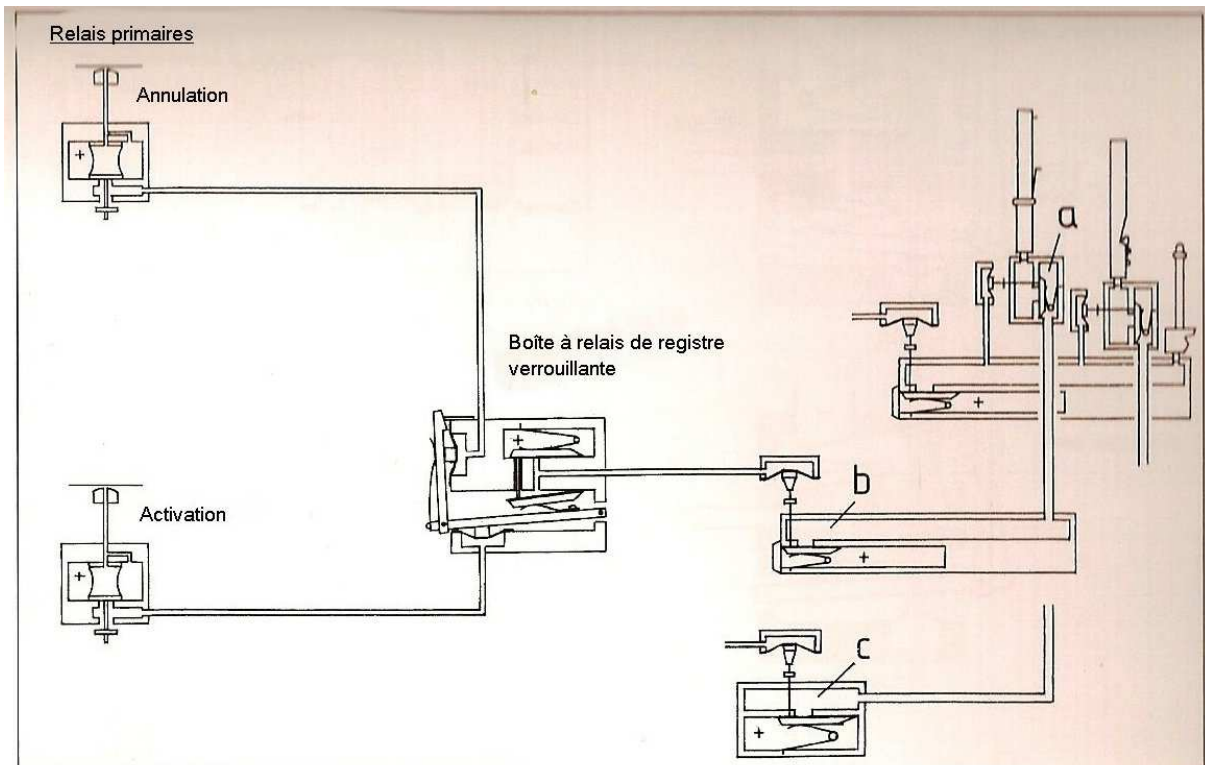 Relais primaires
Annulation
a
Boîte à relais de registre
verrouillante
b
Activation
c